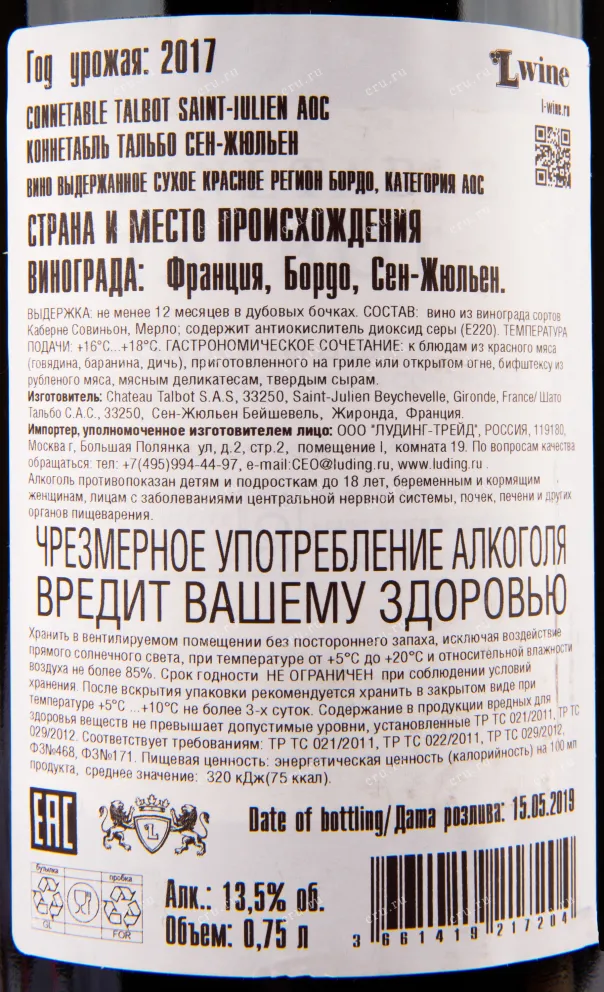 Год урожая: 2017
L wine
l-wine.ru
CONNETABLE TALBOT SAINT-JULIEN AOC
КОННЕТАБЛЬ ТАЛЬБО СЕН-ЖЮЛЬЕН
ВИНО ВЫДЕРЖАННОЕ СУХОЕ КРАСНОЕ РЕГИОН БОРДО, КАТЕГОРИЯ АОС
СТРАНА И МЕСТО ПРОИСХОЖДЕНИЯ
ВИНОГРАДА: Франция, Бордо, Сен-Жюльен.
ВЫДЕРЖКА: не менее 12 месяцев в дубовых бочках. СОСТАВ: вино из винограда сортов
Каберне Совиньон, Мерло; содержит антиокислитель диоксид серы (Е220). ТЕМПЕРАТУРА
ПОДАЧИ: +16°С...+18°С. ГАСТРОНОМИЧЕСКОЕ СОЧЕТАНИЕ: к блюдам из красного мяса
(говядина, баранина, дичь), приготовленного на гриле или открытом огне, бифштексу из
рубленого мяса, мясным деликатесам, твердым сырам.
Изготовитель: Chateau Talbot S.A.S, 33250, Saint-Julien Beychevelle, Gironde, France/ Шато
Тальбо С.А.С., 33250, Сен-Жюльен Бейшевель, Жиронда, Франция.
Импортер, уполномоченное изготовителем лицо: ООО "ЛУДИНГ-ТРЕЙД", РОССИЯ, 119180,
Москва г, Большая Полянка ул, д.2, стр.2, помещение I, комната 19. По вопросам качества
обращаться: тел: +7(495)994-44-97, e-mail:CEO@luding.ru, www.luding.ru .
Алкоголь противопоказан детям и подросткам до 18 лет, беременным и кормящим
женщинам, лицам с заболеваниями центральной нервной системы, почек, печени и других
органов пищеварения.
ЧРЕЗМЕРНОЕ УПОТРЕБЛЕНИЕ АЛКОГОЛЯ
ВРЕДИТ ВАШЕМУ ЗДОРОВЬЮ
Хранить в вентилируемом помещении без постороннего запаха, исключая воздействие
прямого солнечного света, при температуре от +5°С до +20°С и относительной влажности
воздуха не более 85%. Срок годности НЕ ОГРАНИЧЕН при соблюдении условий
хранения. После вскрытия упаковки рекомендуется хранить в закрытом виде при
температуре +5°С ...+10°С не более 3-х суток. Содержание в продукции вредных для
здоровья веществ не превышает допустимые уровни, установленные ТР ТС 021/2011, ТР ТС
029/2012. Соответствует требованиям: ТР ТС 021/2011, ТР ТС 022/2011, ТР ТС 029/2012,
ФЗ№468, ФЗ№171. Пищевая ценность: энергетическая ценность (калорийность) на 100 мл
продукта, среднее значение: 320 кДж(75 ккал).
EAC
L
Date of bottling/Дата розлива: 15.05.2019
бутылка
пробка
GL
FOR
Алк.: 13,5% об.
Объем: 0,75 л
3 661419 217204